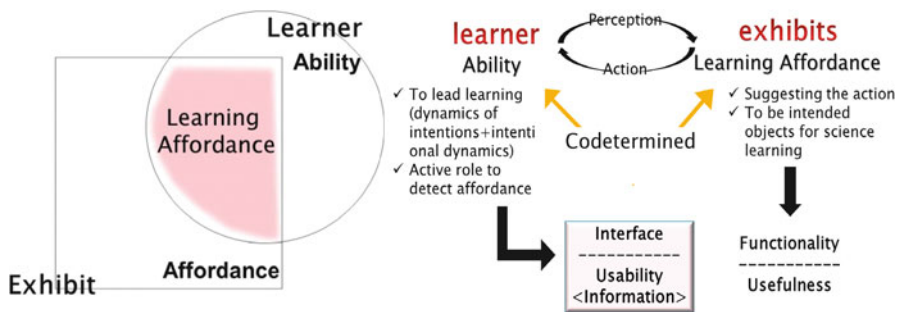 Learner
Ability
Learning
Affordance
Affordance
Exhibit
learner
Ability
✓ To lead learning
(dynamics of
intentions+intenti
onal dynamics)
✓ Active role to
detect affordance
Perception
Action
exhibits
Learning Affordance
✓ Suggesting the action
✓ To be intended
objects for science
learning
Codetermined
Interface
Usability
<Information>
Functionality
Usefulness